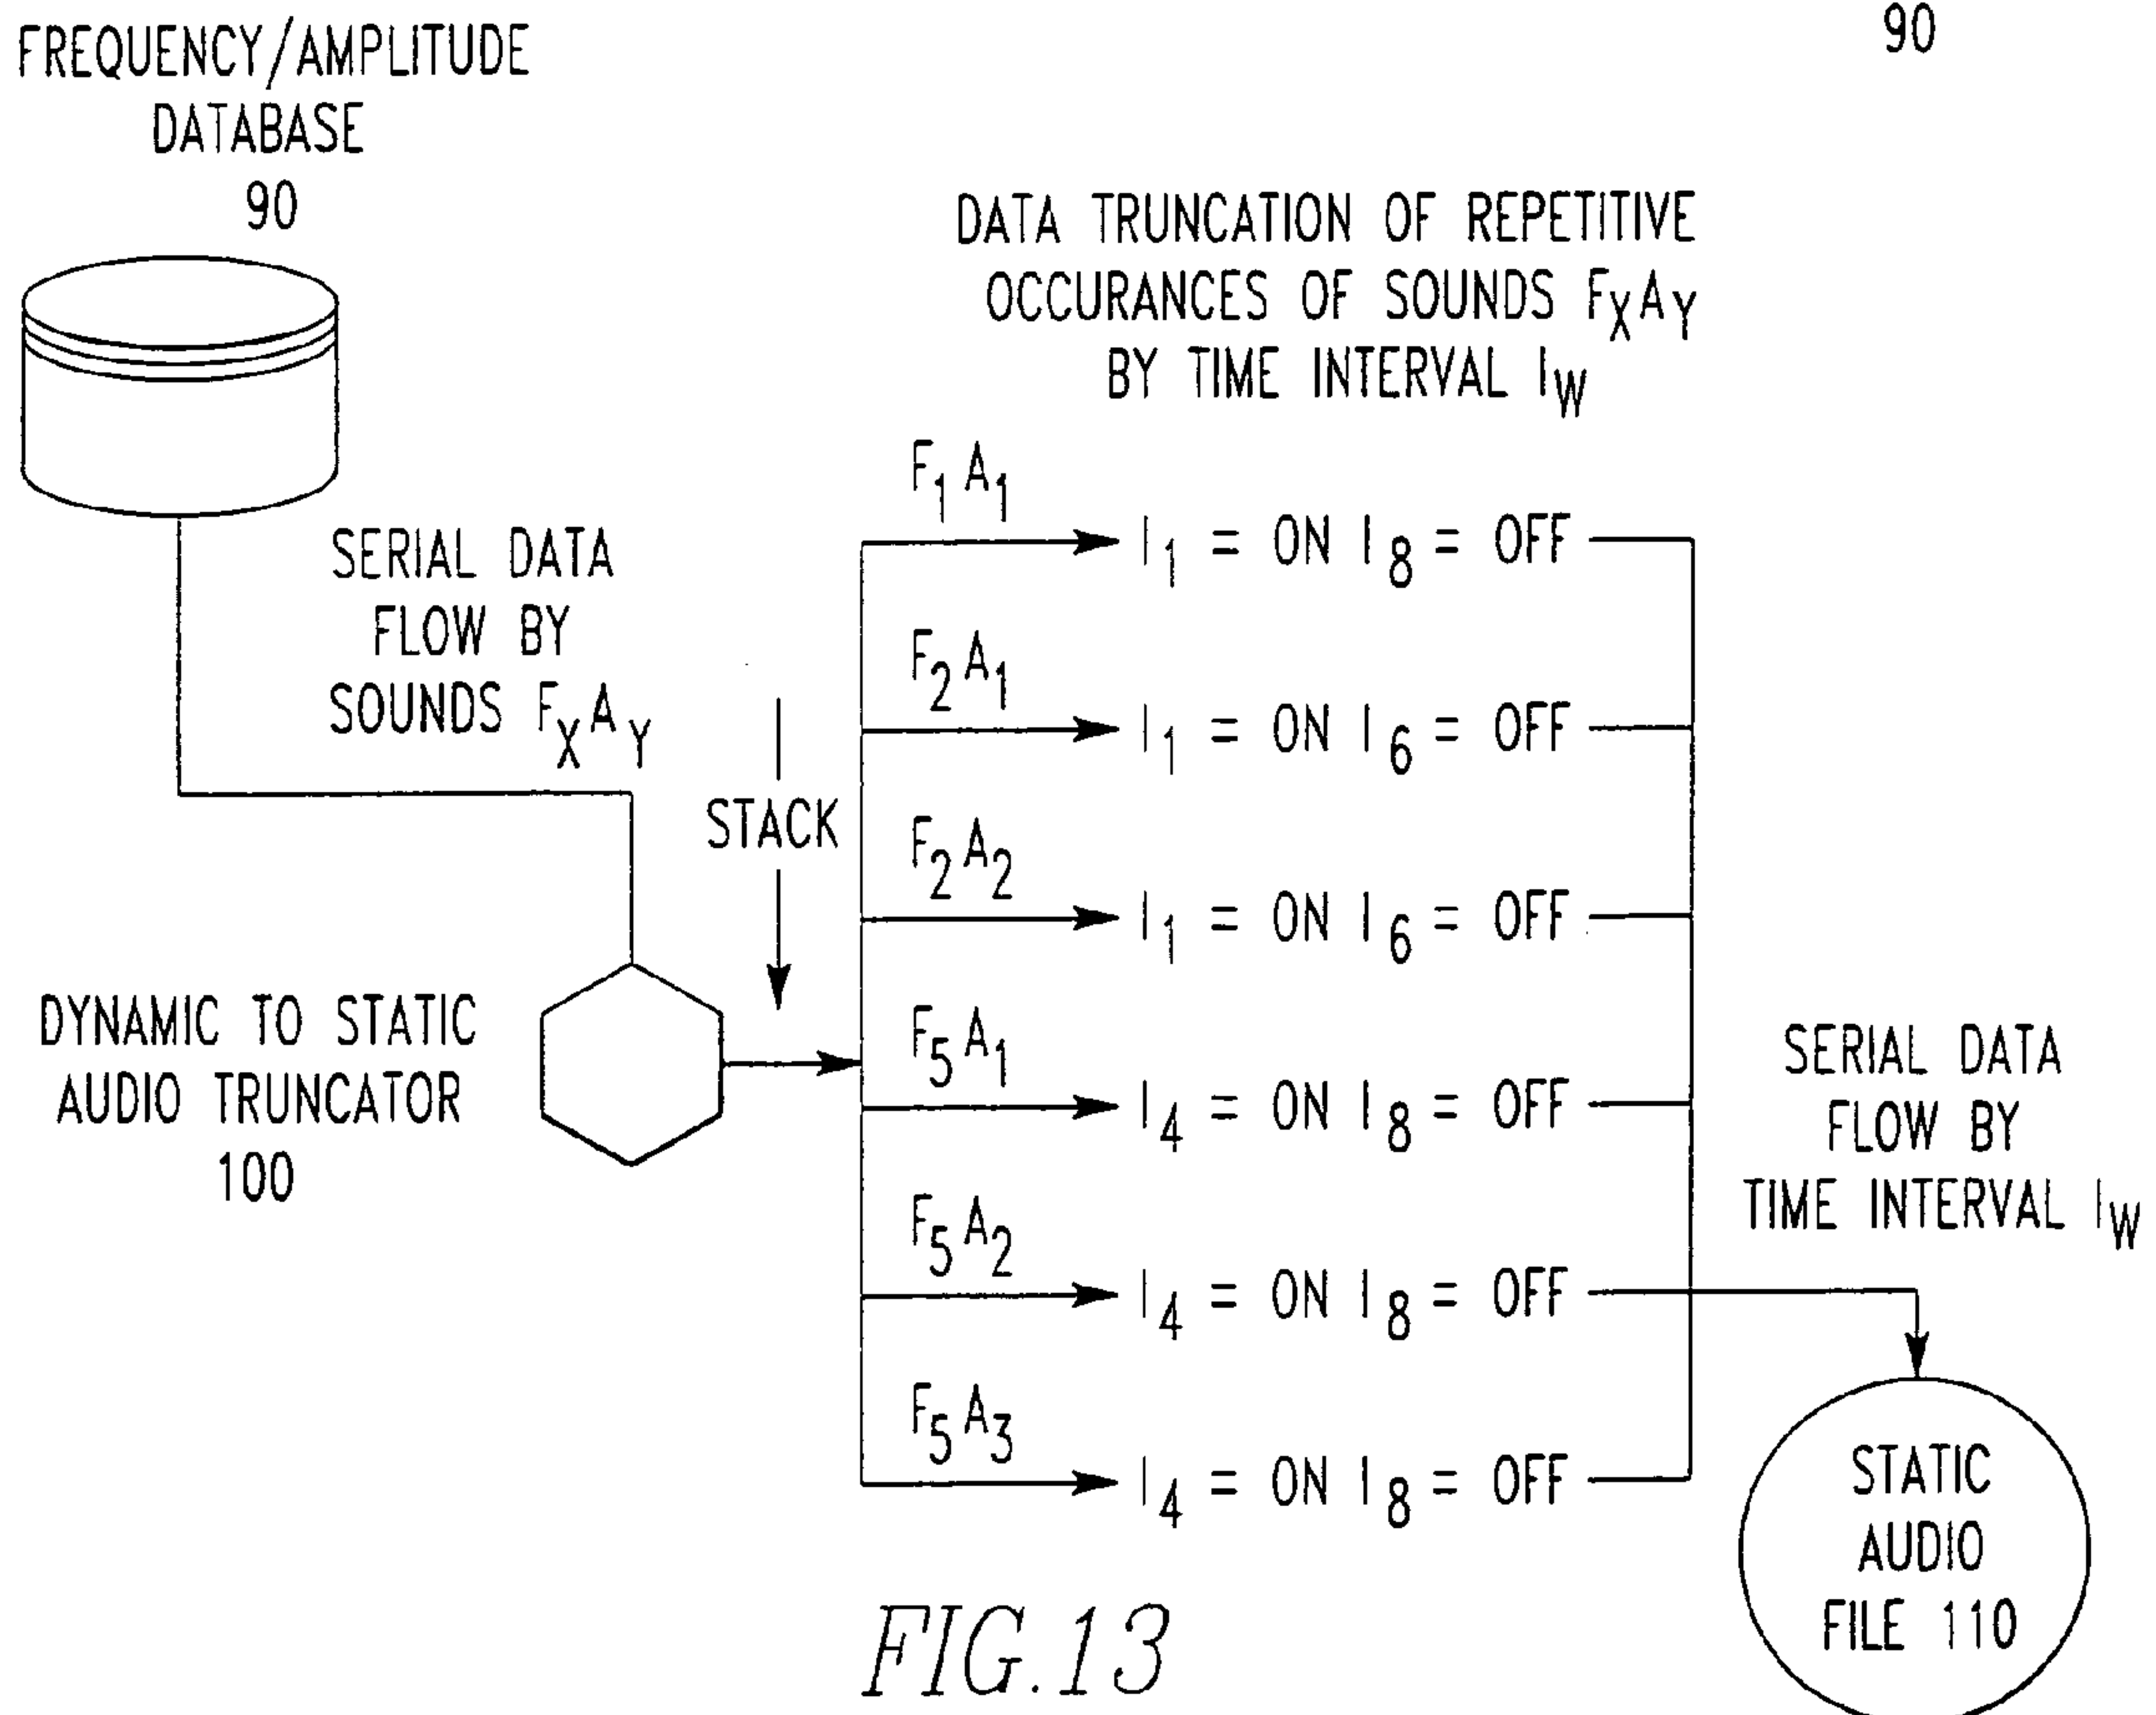 90
FREQUENCY/AMPLITUDE
DATABASE
90
DATA TRUNCATION OF REPETITIVE
OCCURANCES OF SOUNDS FXAY
BY TIME INTERVAL IW
SERIAL DATA
FLOW BY
SOUNDS FXAY
STACK
F1A1
I1 = ON I8 = OFF
F2A1
I1 = ON I6 = OFF
F2A2
I1 = ON I6 = OFF
F5A1
I4 = ON I8 = OFF
F5A2
I4 = ON I8 = OFF
F5A3
I4 = ON I8 = OFF
DYNAMIC TO STATIC
AUDIO TRUNCATOR
100
SERIAL DATA
FLOW BY
TIME INTERVAL IW
STATIC
AUDIO
FILE 110
FIG.13